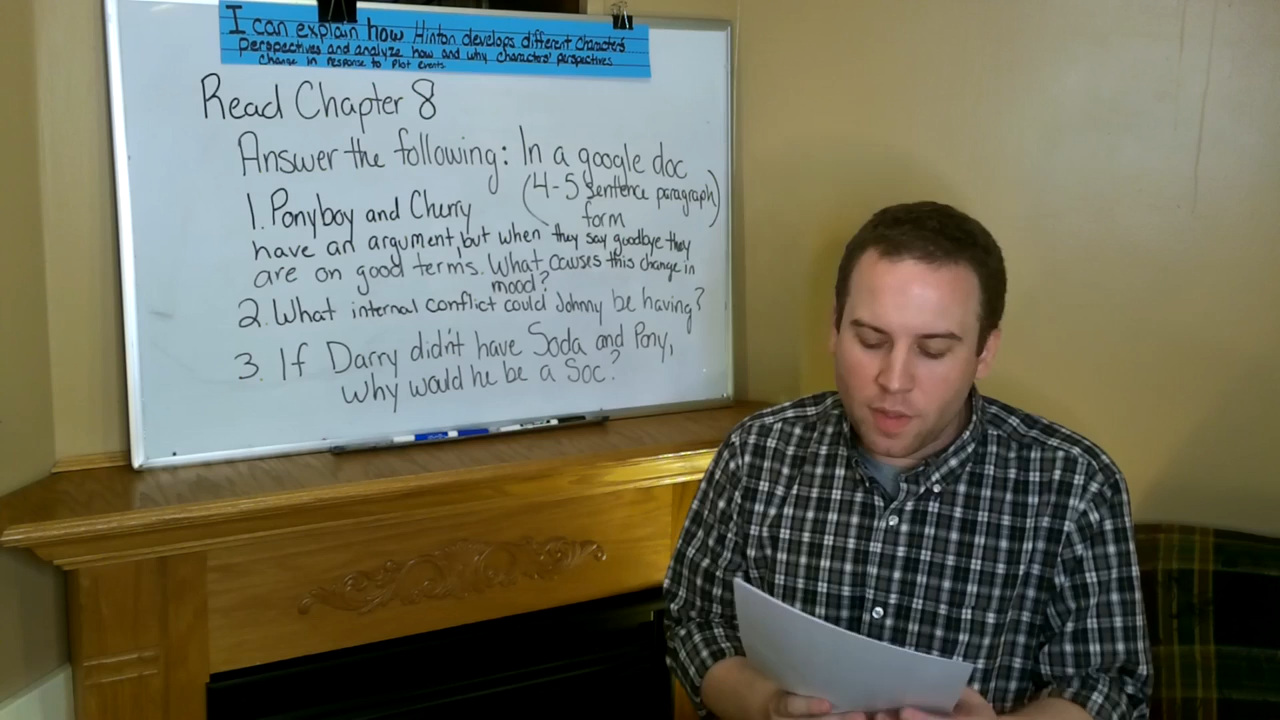 I can explain how Hinton develops different characters'
perspectives and analyze how and why characters' perspectives
change in response to plot events
Read Chapter 8
Answer the following: In a google doc
(4-5 sentence paragraph)
form
1. Ponyboy and Cherry
have an argument, but when they say goodbye they
are on good terms. What causes this change in
mood?
2. What internal conflict could Johnny be having?
3. If Darry didn't have Soda and Pony,
why would he be a Soc?